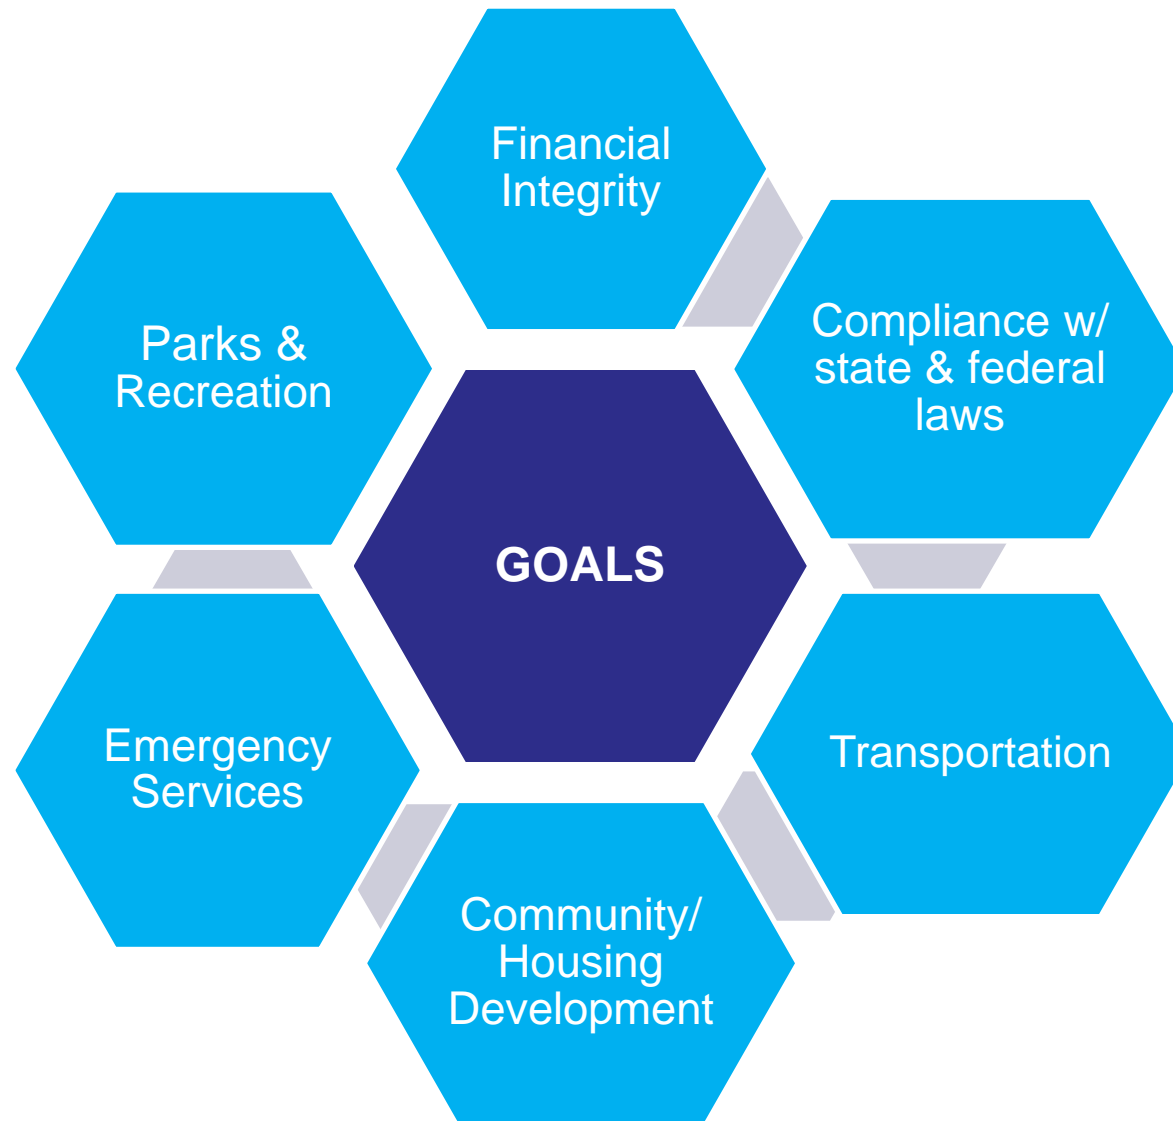 Financial
Integrity
Compliance w/
state & federal
laws
Transportation
Community/
Housing
Development
Emergency
Services
Parks &
Recreation
GOALS